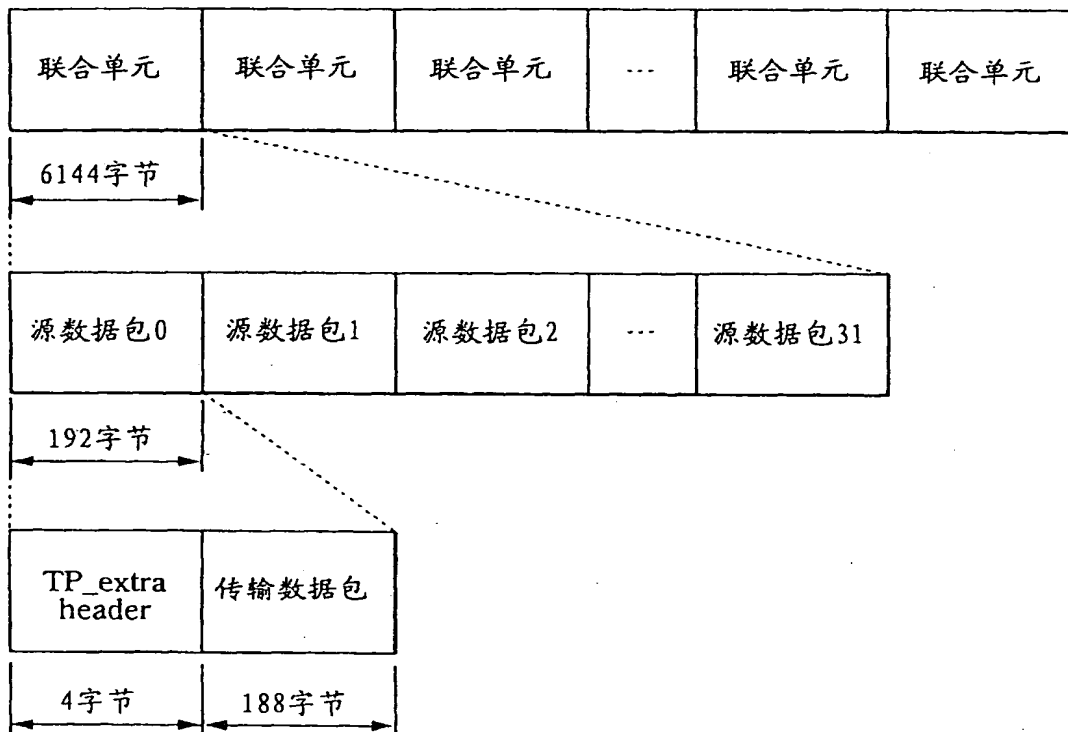 联合单元 联合单元 联合单元 --- 联合单元 联合单元
6144字节
源数据包0 源数据包1 源数据包2 --- 源数据包31
192字节
TP_extra
header
传输数据包
4字节 188字节